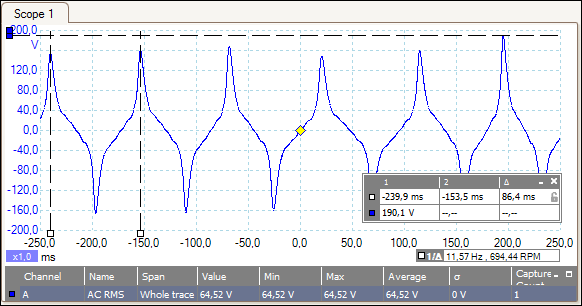 Scope 1
200,0
V
120,0
80,0
40,0
0,0
-40,0
-80,0
-120,0
-160,0
-200,0
1 2 Δ
-239,9 ms -153,5 ms 86,4 ms
190,1 V --,-- --,--
-250,0 -200,0 -150,0 -100,0 -50,0 0,0 50,0 100,0 150,0 200,0 250,0
x1,0 ms
1/Δ 11,57 Hz , 694,44 RPM
Channel Name Span Value Min Max Average σ Capture Count
A AC RMS Whole trace 64,52 V 64,52 V 64,52 V 64,52 V 0 V 1